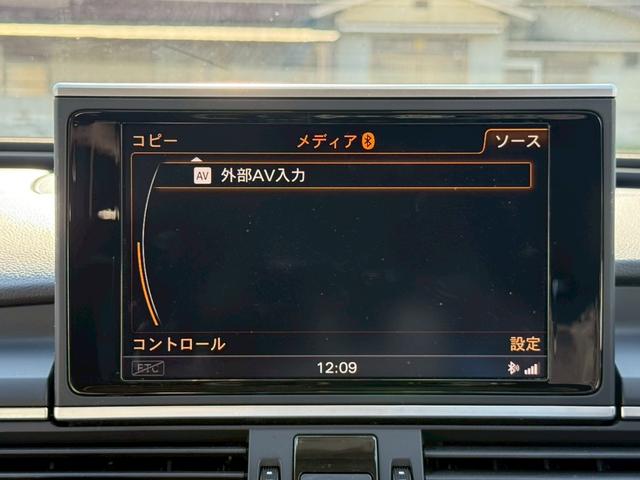 コピー
メディア
ソース
AV 外部AV入力
コントロール
設定
ETC
12:09